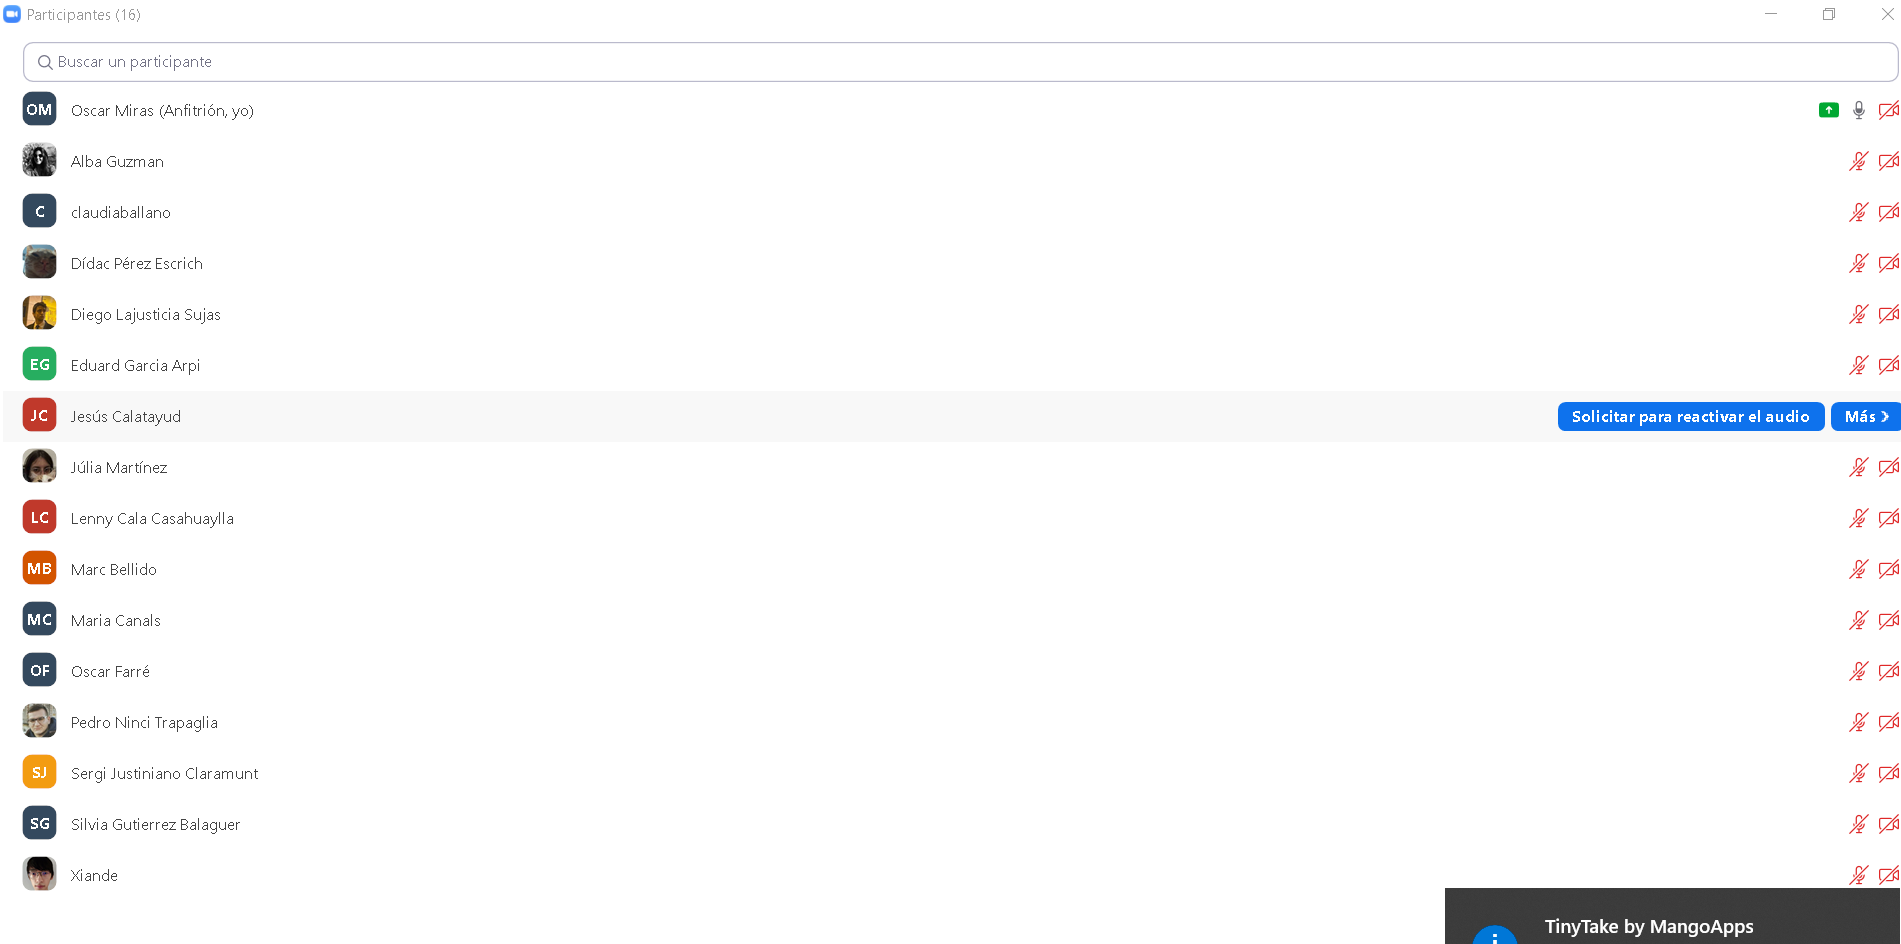 Participantes (16)
Buscar un participante
OM Oscar Miras (Anfitrión, yo)
Alba Guzman
C claudiaballano
Dídac Pérez Escrich
Diego Lajusticia Sujas
EG Eduard Garcia Arpi
JC Jesús Calatayud Solicitar para reactivar el audio Más
Júlia Martínez
LC Lenny Cala Casahuaylla
MB Marc Bellido
MC Maria Canals
OF Oscar Farré
Pedro Ninci Trapaglia
SJ Sergi Justiniano Claramunt
SG Silvia Gutierrez Balaguer
Xiande
TinyTake by MangoApps